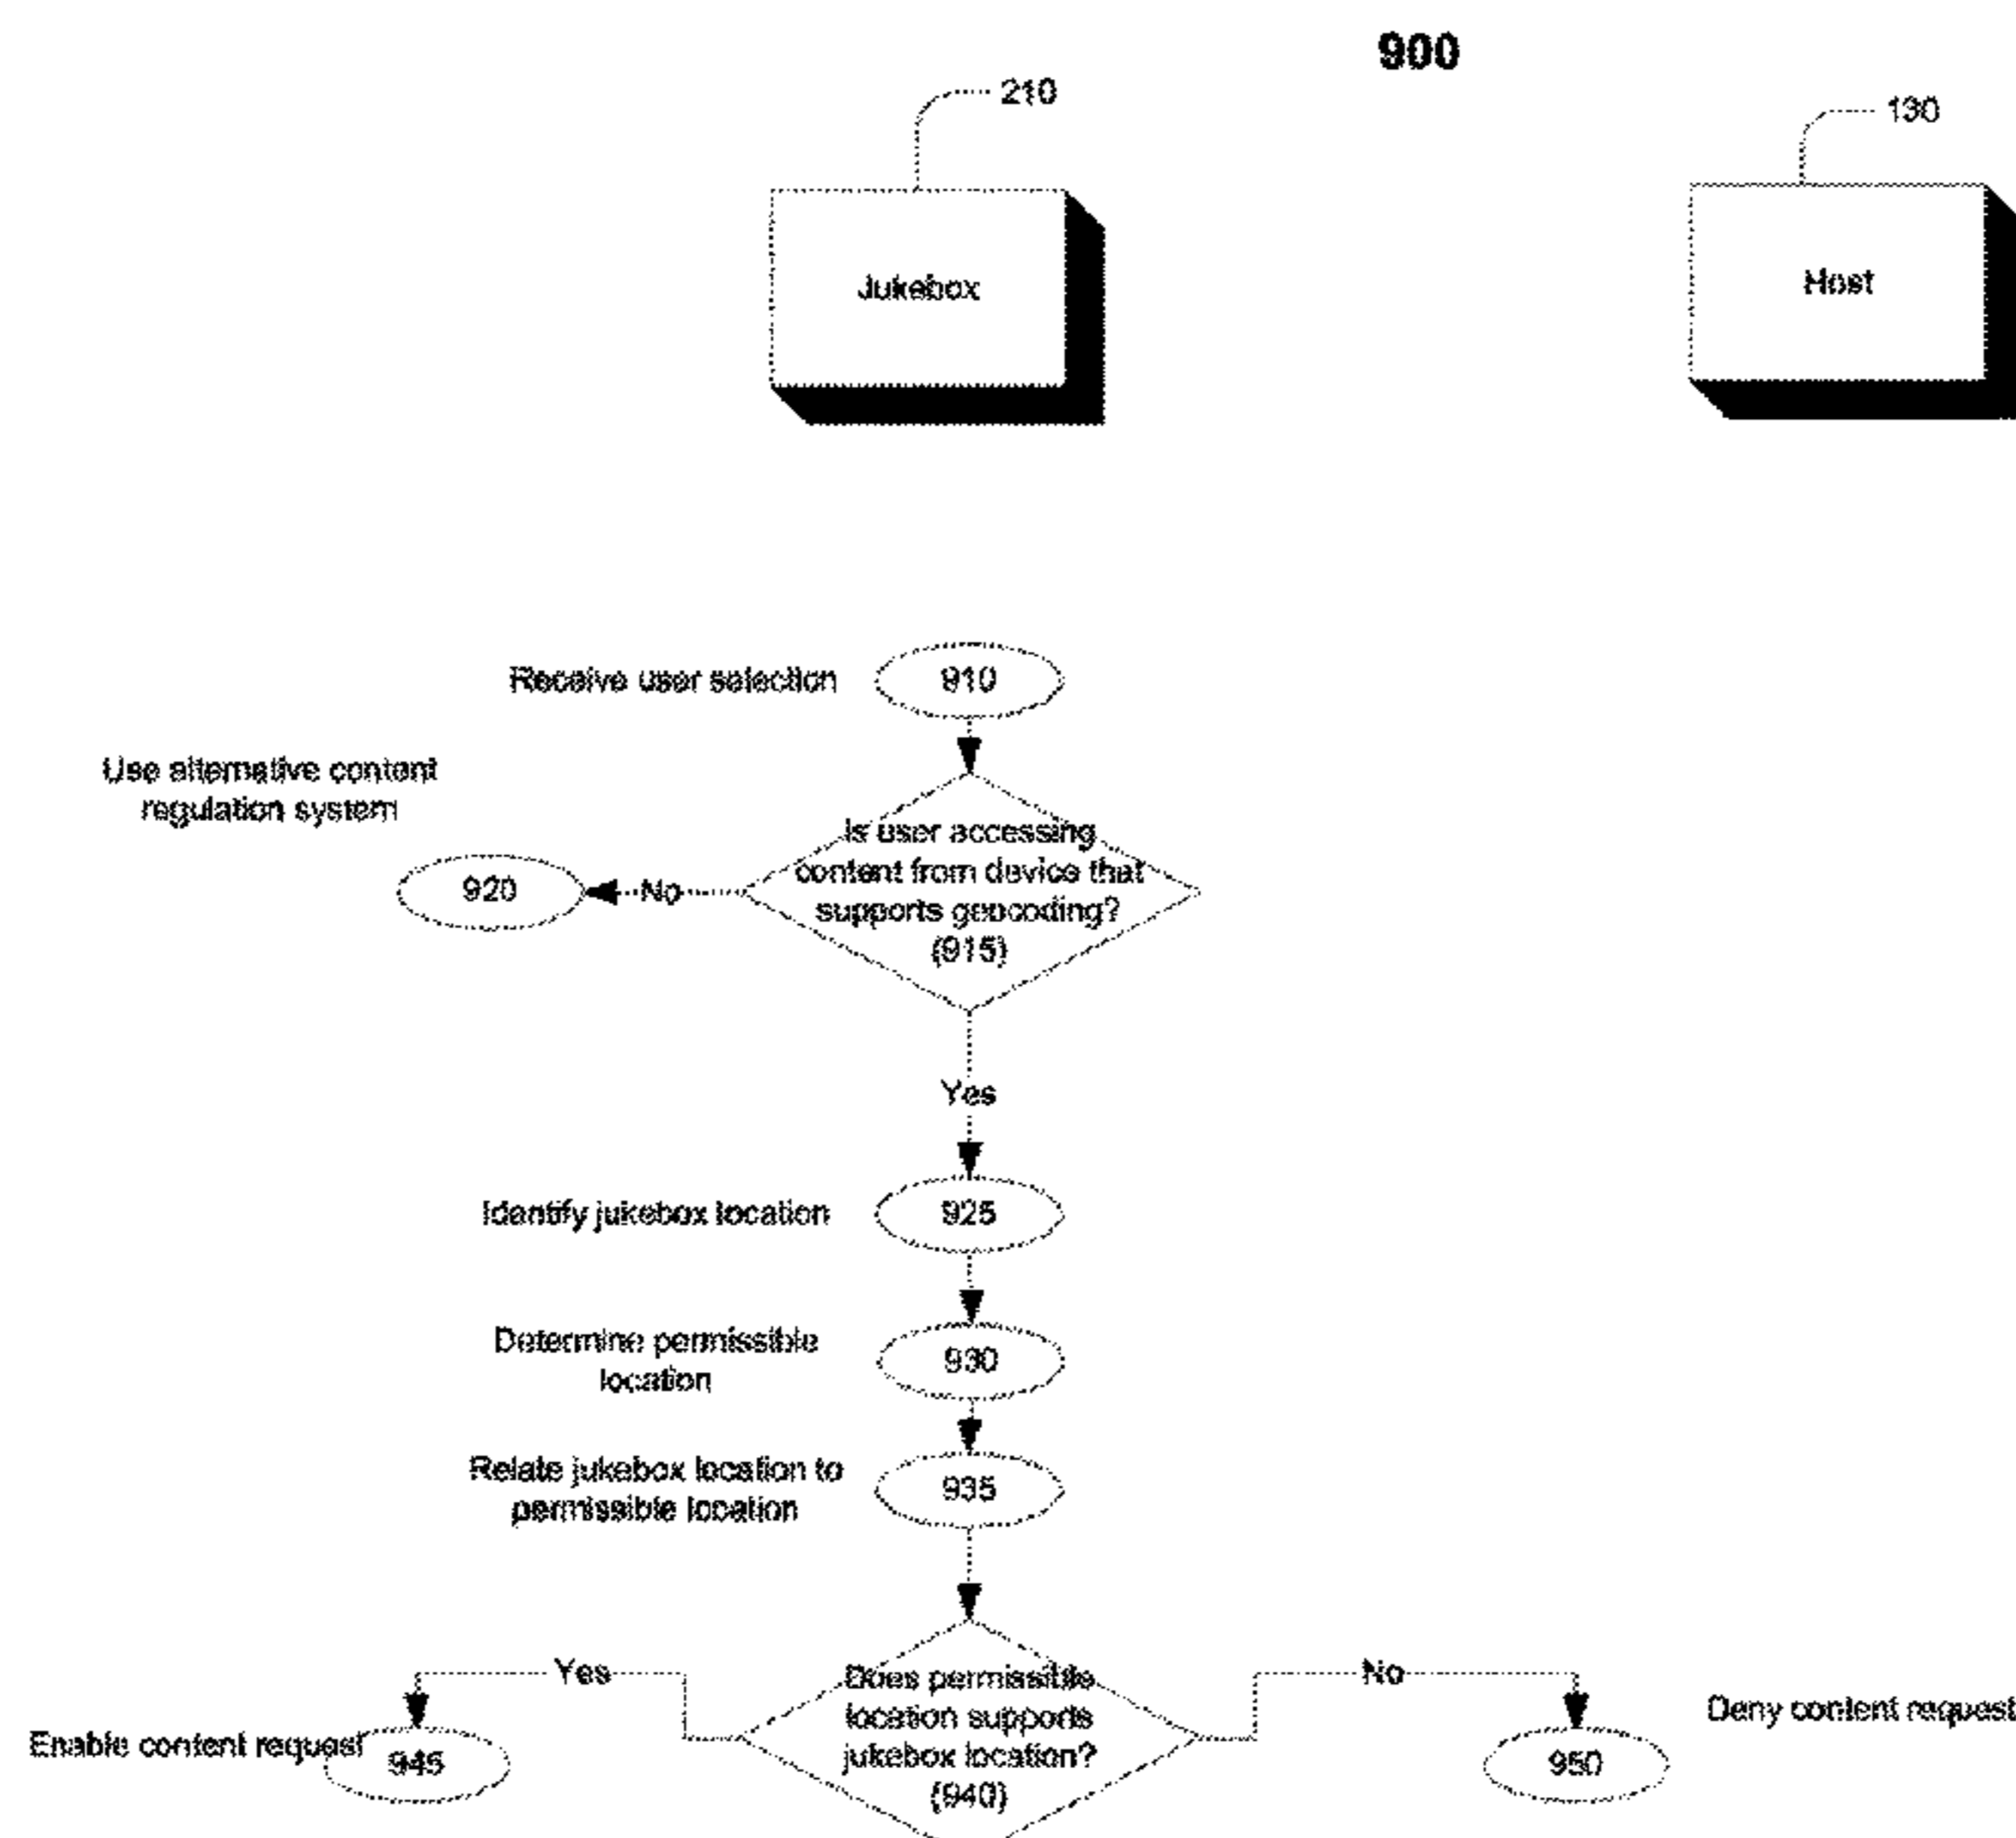 900
210
130
Jukebox
Host
Receive user selection
910
Use alternative content
regulation system
Is user accessing
content from device that
supports geocoding?
(915)
920
No
Yes
Identify jukebox location
925
Determine permissible
location
930
Relate jukebox location to
permissible location
935
Yes
No
Does permissible
location supports
jukebox location?
(940)
Enable content request
945
950
Deny content request